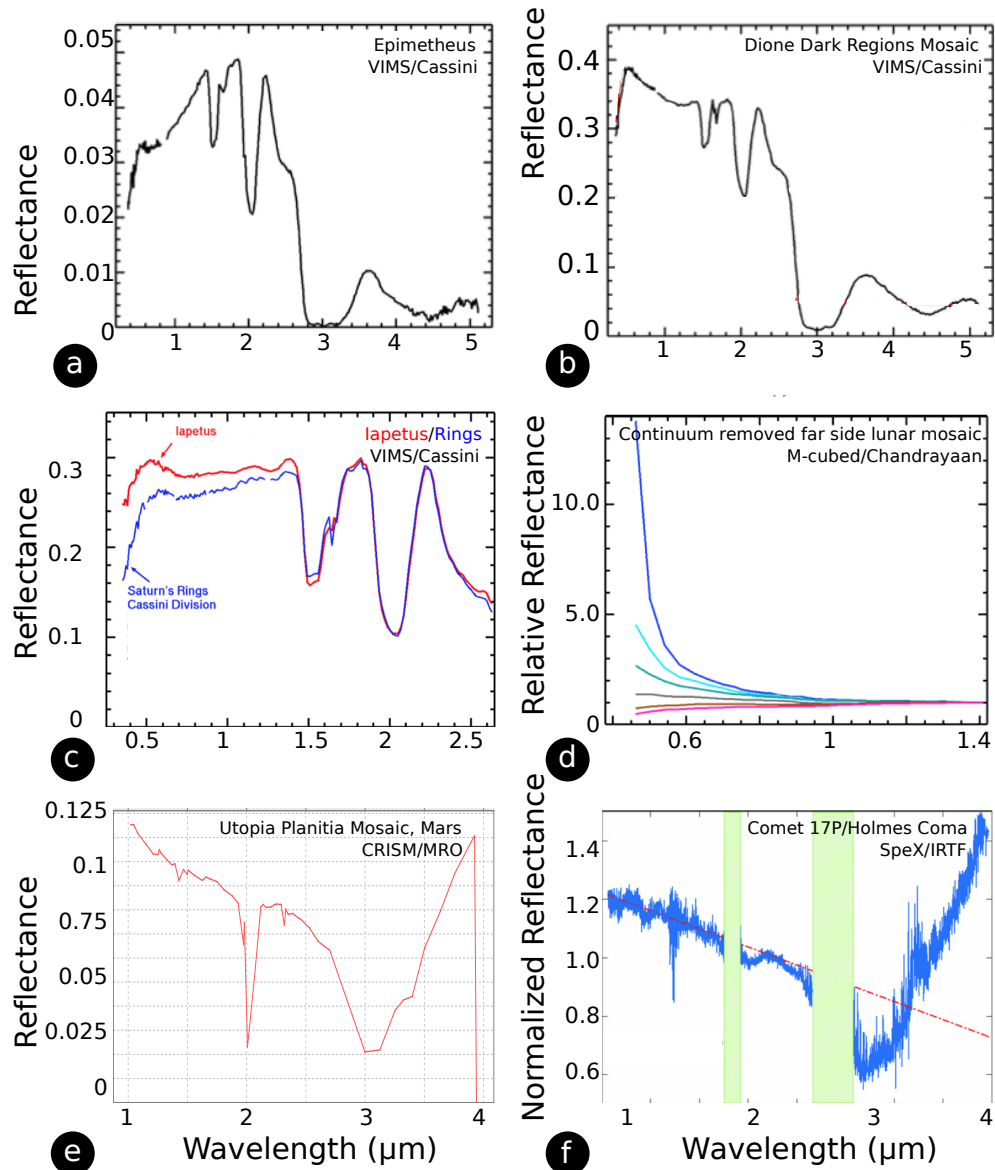 Epimetheus
VIMS/Cassini
Reflectance
0.05
0.04
0.03
0.02
0.01
0
1
2
3
4
5
a
Dione Dark Regions Mosaic
VIMS/Cassini
Reflectance
0.4
0.3
0.2
0.1
0
1
2
3
4
5
b
Iapetus/Rings
VIMS/Cassini
Iapetus
Saturn's Rings
Cassini Division
Reflectance
0.3
0.2
0.1
0
0.5
1
1.5
2
2.5
c
Continuum removed far side lunar mosaic
M-cubed/Chandrayaan
Relative Reflectance
10.0
5.0
0
0.6
1
1.4
d
Utopia Planitia Mosaic, Mars
CRISM/MRO
Reflectance
0.125
0.1
0.75
0.05
0.025
0
1
2
3
4
Wavelength (μm)
e
Comet 17P/Holmes Coma
SpeX/IRTF
Normalized Reflectance
1.4
1.2
1.0
0.8
0.6
1
2
3
4
Wavelength (μm)
f